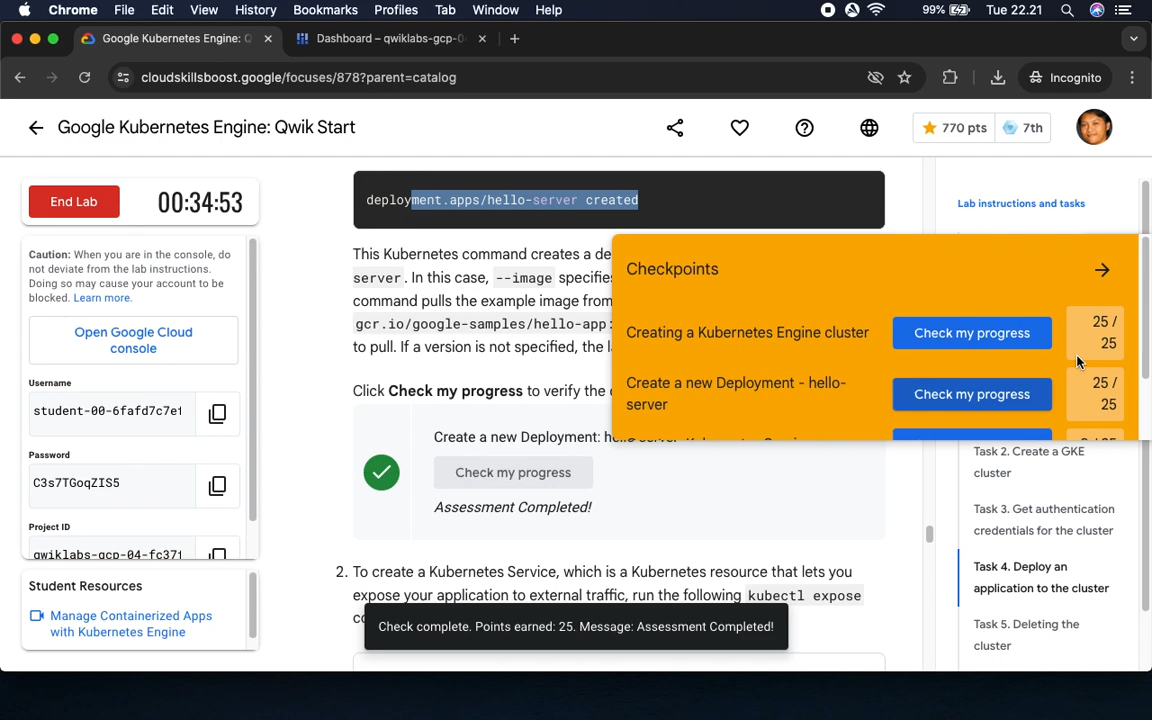 Chrome File Edit View History Bookmarks Profiles Tab Window Help 99% Tue 22.21
Google Kubernetes Engine: Q
Dashboard – qwiklabs-gcp-0
cloudskillsboost.google/focuses/878?parent=catalog
Incognito
Google Kubernetes Engine: Qwik Start
770 pts 7th
End Lab 00:34:53
Caution: When you are in the console, do
not deviate from the lab instructions.
Doing so may cause your account to be
blocked. Learn more.
Open Google Cloud
console
Username
student-00-6fafd7c7e1
Password
C3s7TGoqZIS5
Project ID
qwiklabs-gcp-04-fc371
Student Resources
Manage Containerized Apps
with Kubernetes Engine
deployment.apps/hello-server created
This Kubernetes command creates a de
server. In this case, --image specifies
command pulls the example image from
gcr.io/google-samples/hello-app:
to pull. If a version is not specified, the l
Click Check my progress to verify the
Create a new Deployment:
Check my progress
Assessment Completed!
2. To create a Kubernetes Service, which is a Kubernetes resource that lets you
expose your application to external traffic, run the following kubectl expose
Check complete. Points earned: 25. Message: Assessment Completed!
Checkpoints
Creating a Kubernetes Engine cluster
Check my progress
25 /
25
Create a new Deployment - hello-
server
Check my progress
25 /
25
Lab instructions and tasks
Task 2. Create a GKE
cluster
Task 3. Get authentication
credentials for the cluster
Task 4. Deploy an
application to the cluster
Task 5. Deleting the
cluster